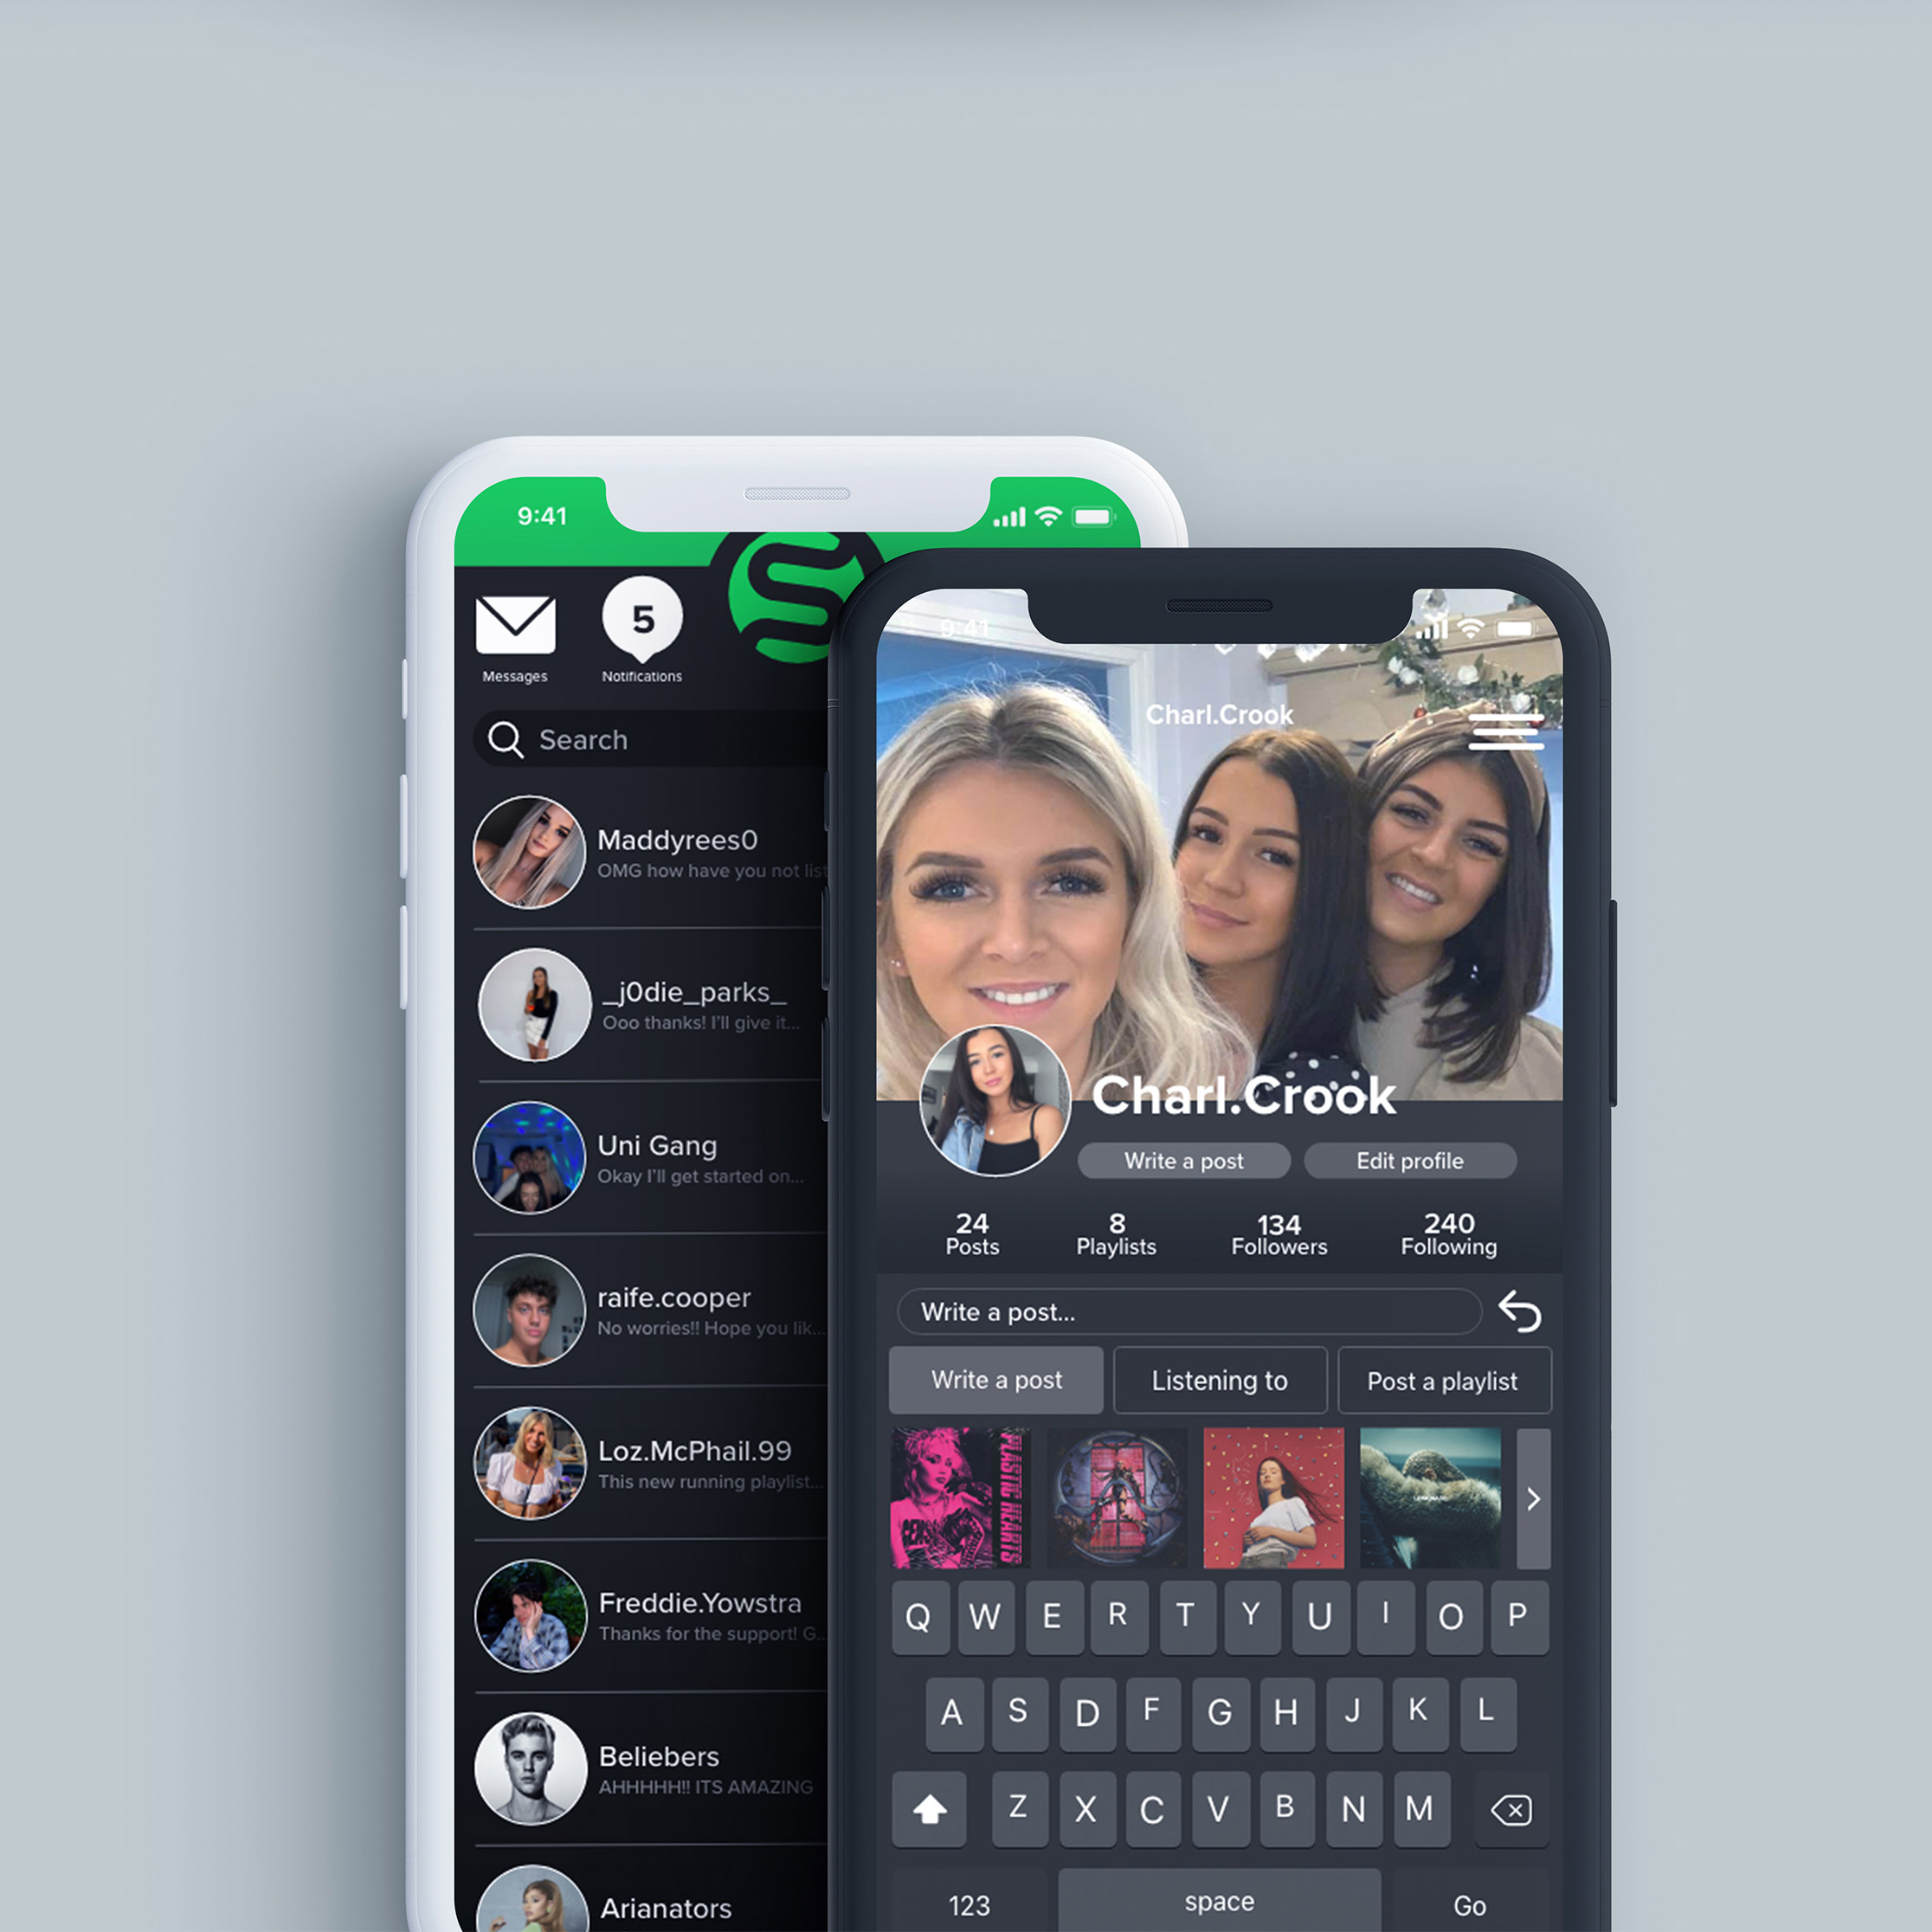 9:41
5
Messages
Notifications
Search
Maddyrees0
OMG how have you not list
_j0die_parks_
Ooo thanks! I'll give it...
Uni Gang
Okay I'll get started on...
raife.cooper
No worries!! Hope you lik...
Loz.McPhail.99
This new running playlist...
Freddie.Yowstra
Thanks for the support! G...
Beliebers
AHHHHH!! ITS AMAZING
Arianators
9:41
Charl.Crook
Charl.Crook
Write a post
Edit profile
24
Posts
8
Playlists
134
Followers
240
Following
Write a post...
Write a post
Listening to
Post a playlist
PLASTIC HEARTS
LEMONADE
Q W E R T Y U I O P
A S D F G H J K L
Z X C V B N M
123
space
Go